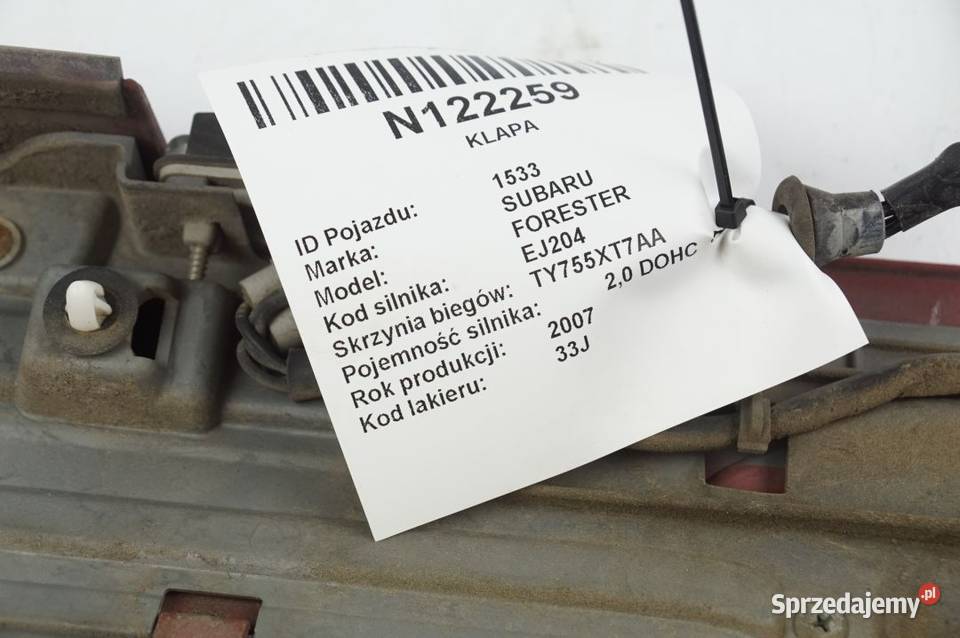 N122259
KLAPA
ID Pojazdu: 1533
Marka: SUBARU
Model: FORESTER
Kod silnika: EJ204
Skrzynia biegów: TY755XT7AA
Pojemność silnika: 2,0 DOHC
Rok produkcji: 2007
Kod lakieru: 33J
Sprzedajemy.pl